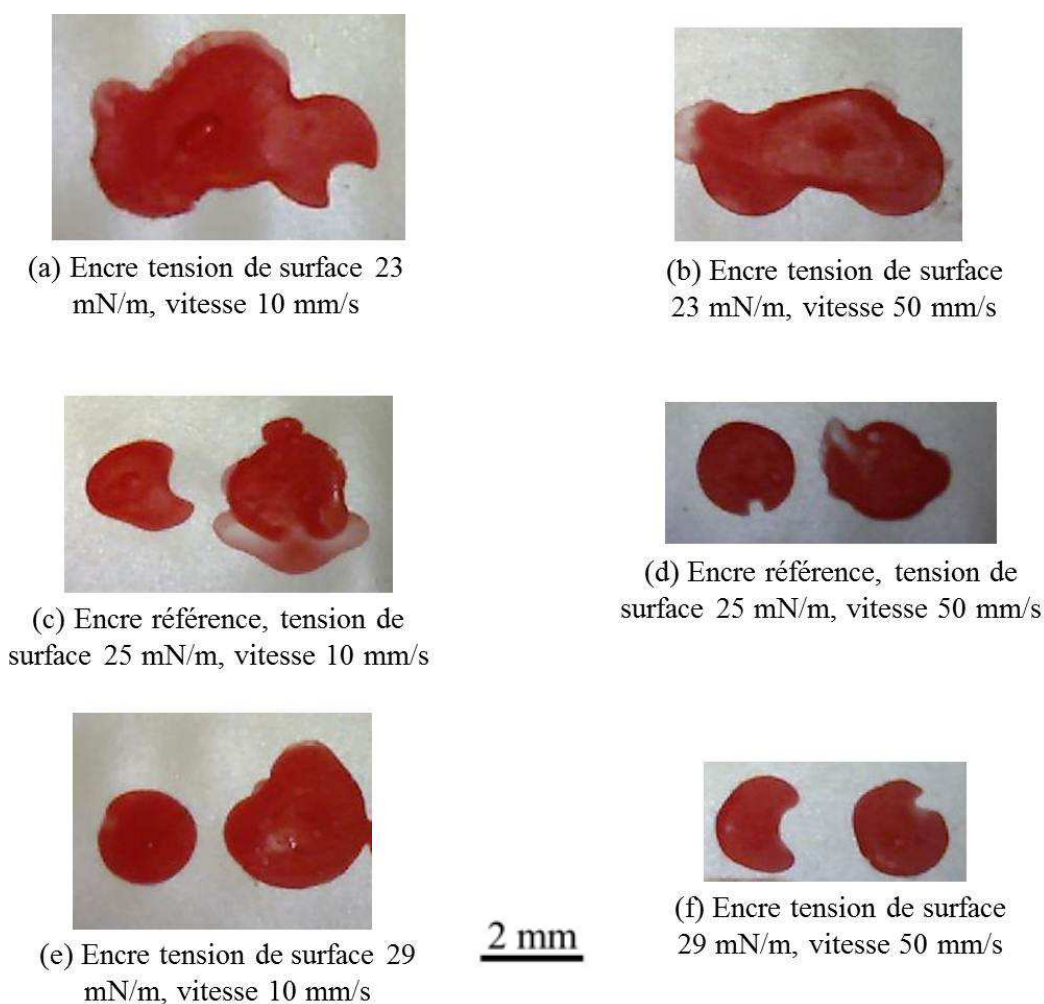 (a) Encre tension de surface 23
mN/m, vitesse 10 mm/s
(b) Encre tension de surface
23 mN/m, vitesse 50 mm/s
(c) Encre référence, tension de
surface 25 mN/m, vitesse 10 mm/s
(d) Encre référence, tension de
surface 25 mN/m, vitesse 50 mm/s
(e) Encre tension de surface 29
mN/m, vitesse 10 mm/s
2 mm
(f) Encre tension de surface
29 mN/m, vitesse 50 mm/s